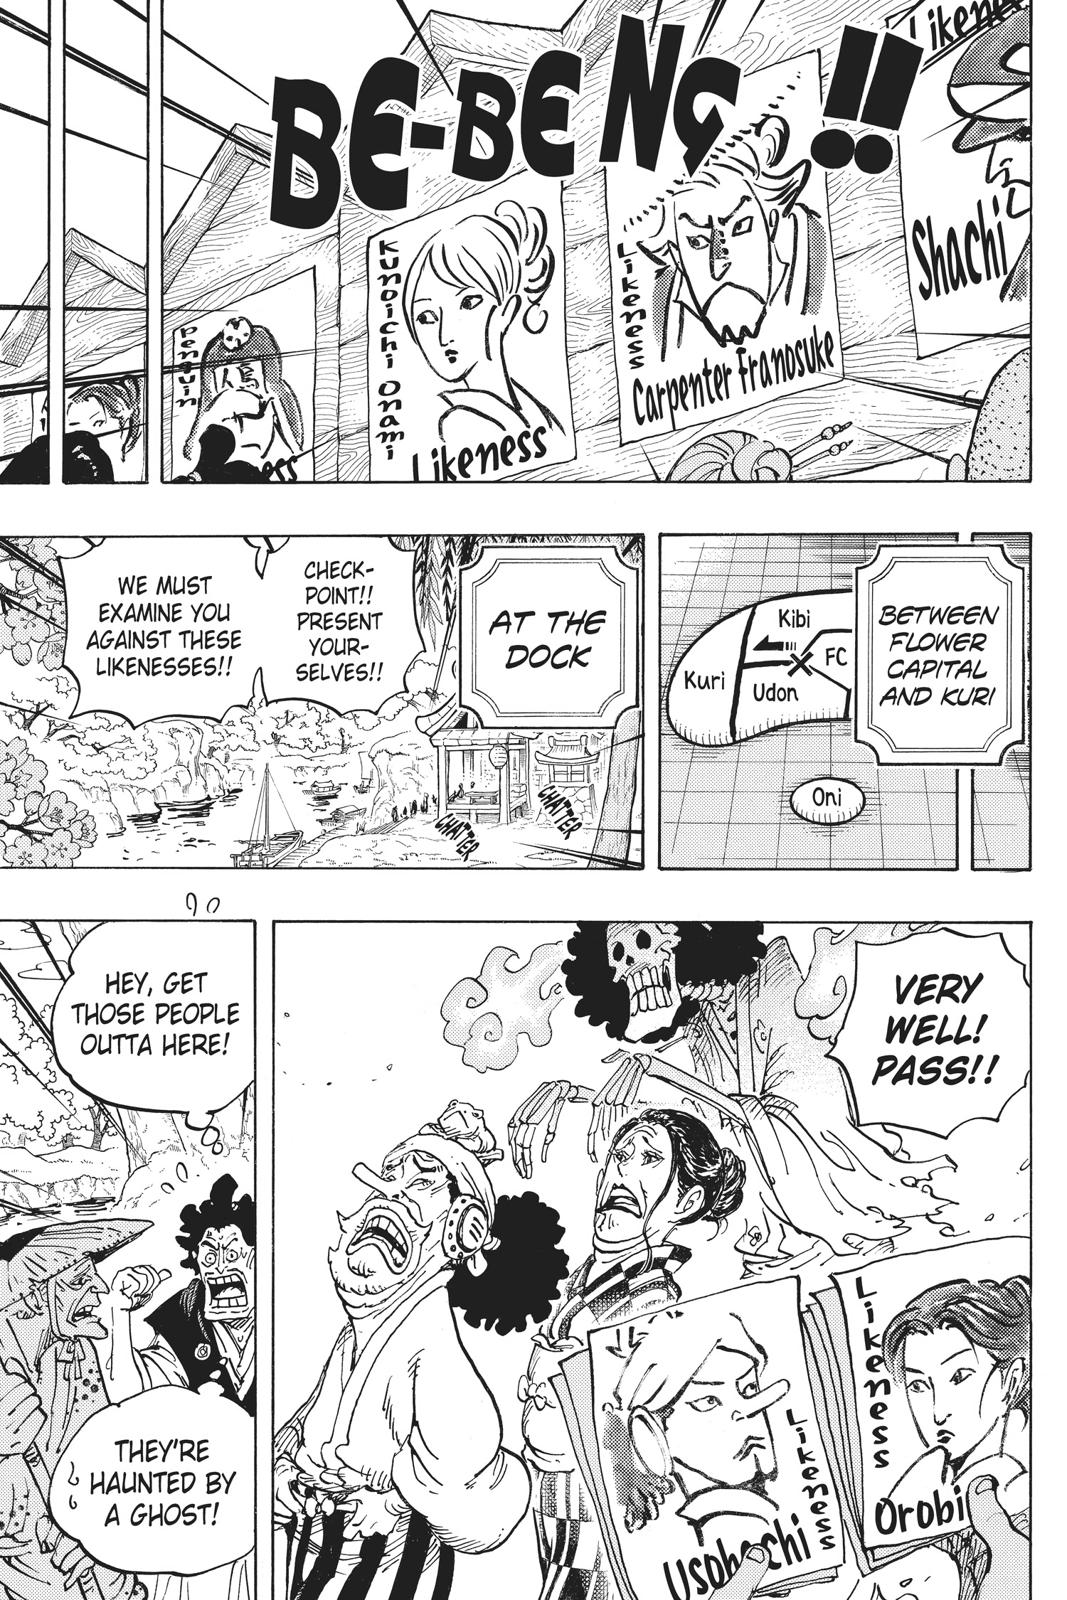 BE-BENG!!
Likeness
Shachi
Likeness
Carpenter Franosuke
Kunoichi Onami
Likeness
Penguin
BETWEEN
FLOWER
CAPITAL
AND KURI
Kibi
FC
Kuri
Udon
Oni
AT THE
DOCK
CHECK-
POINT!!
PRESENT
YOUR-
SELVES!!
WE MUST
EXAMINE YOU
AGAINST THESE
LIKENESSES!!
CHATTER
CHATTER
VERY
WELL!
PASS!!
Likeness
Orobi
Likeness
Usohachi
HEY, GET
THOSE PEOPLE
OUTTA HERE!
THEY'RE
HAUNTED BY
A GHOST!